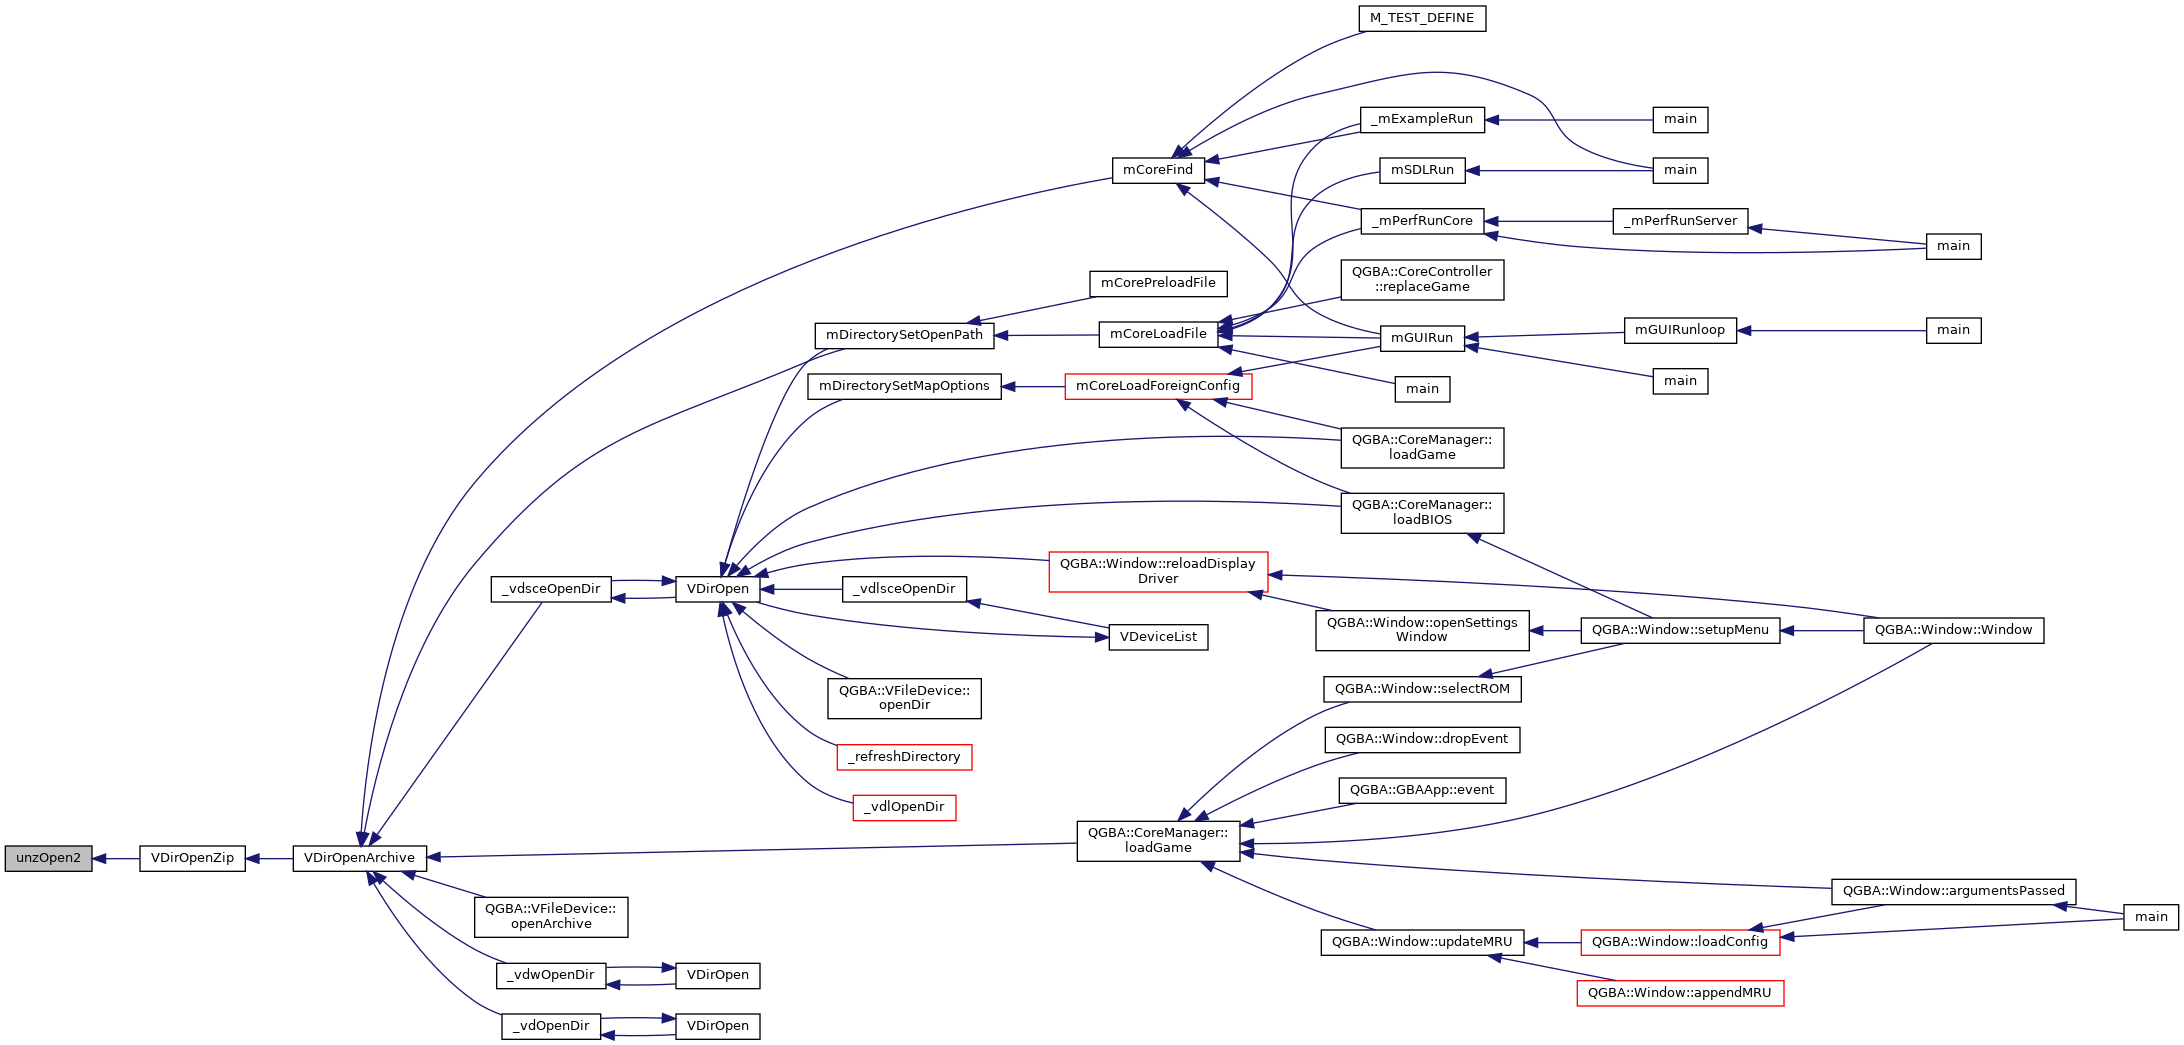 M_TEST_DEFINE
_mExampleRun
main
mCoreFind
mSDLRun
main
_mPerfRunCore
_mPerfRunServer
main
QGBA::CoreController
::replaceGame
mCorePreloadFile
mDirectorySetOpenPath
mCoreLoadFile
mGUIRun
mGUIRunloop
main
main
mDirectorySetMapOptions
mCoreLoadForeignConfig
main
QGBA::CoreManager::
loadGame
QGBA::CoreManager::
loadBIOS
_vdsceOpenDir
VDirOpen
_vdlsceOpenDir
QGBA::Window::reloadDisplay
Driver
VDeviceList
QGBA::Window::openSettings
Window
QGBA::Window::setupMenu
QGBA::Window::Window
QGBA::VFileDevice::
openDir
QGBA::Window::selectROM
_refreshDirectory
QGBA::Window::dropEvent
_vdlOpenDir
QGBA::GBAApp::event
unzOpen2
VDirOpenZip
VDirOpenArchive
QGBA::CoreManager::
loadGame
QGBA::Window::argumentsPassed
main
QGBA::VFileDevice::
openArchive
QGBA::Window::updateMRU
QGBA::Window::loadConfig
_vdwOpenDir
VDirOpen
QGBA::Window::appendMRU
_vdOpenDir
VDirOpen